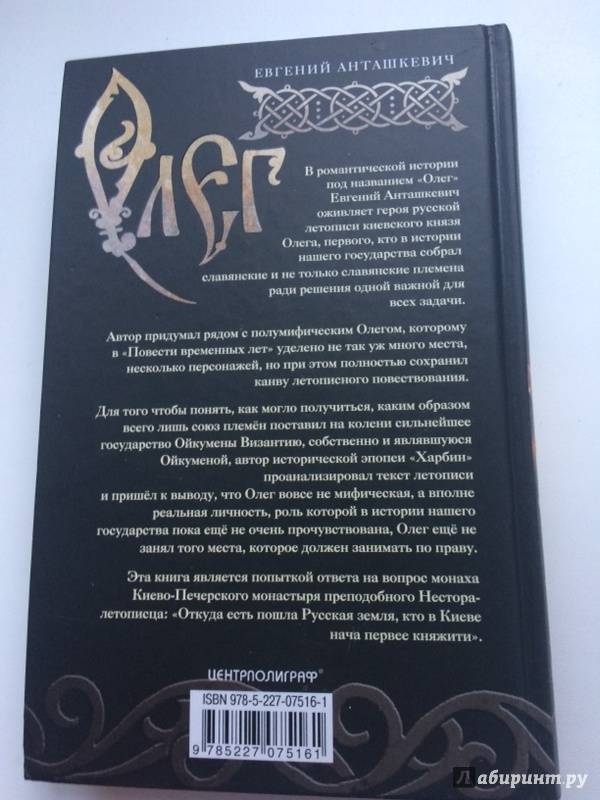 ЕВГЕНИЙ АНТАШКЕВИЧ
Олег
В романтической истории
под названием «Олег»
Евгений Анташкевич
оживляет героя русской
летописи киевского князя
Олега, первого, кто в истории
нашего государства собрал
славянские и не только славянские племена
ради решения одной важной для
всех задачи.
Автор придумал рядом с полумифическим Олегом, которому
в «Повести временных лет» уделено не так уж много места,
несколько персонажей, но при этом полностью сохранил
канву летописного повествования.
Для того чтобы понять, как могло получиться, каким образом
всего лишь союз племён поставил на колени сильнейшее
государство Ойкумены Византию, собственно и являвшуюся
Ойкуменой, автор исторической эпопеи «Харбин»
проанализировал текст летописи
и пришёл к выводу, что Олег вовсе не мифическая, а вполне
реальная личность, роль которой в истории нашего
государства пока ещё не очень прочувствована, Олег ещё не
занял того места, которое должен занимать по праву.
Эта книга является попыткой ответа на вопрос монаха
Киево-Печерского монастыря преподобного Нестора-
летописца: «Откуда есть пошла Русская земля, кто в Киеве
нача первее княжити».
ЦЕНТРПОЛИГРАФ®
ISBN 978-5-227-07516-1
9 785227 075161
Лабиринт.ру